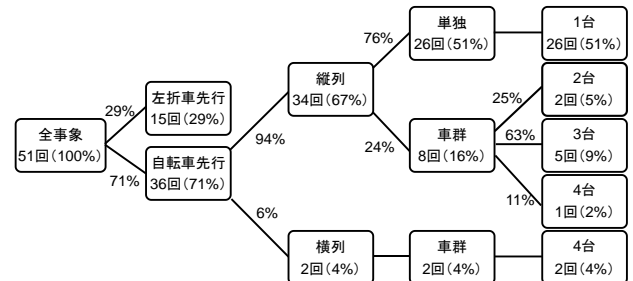 全事象
51回(100%)
29%
71%
左折車先行
15回(29%)
自転車先行
36回(71%)
94%
6%
縦列
34回(67%)
76%
24%
単独
26回(51%)
1台
26回(51%)
車群
8回(16%)
25%
63%
11%
2台
2回(5%)
3台
5回(9%)
4台
1回(2%)
横列
2回(4%)
車群
2回(4%)
4台
2回(4%)